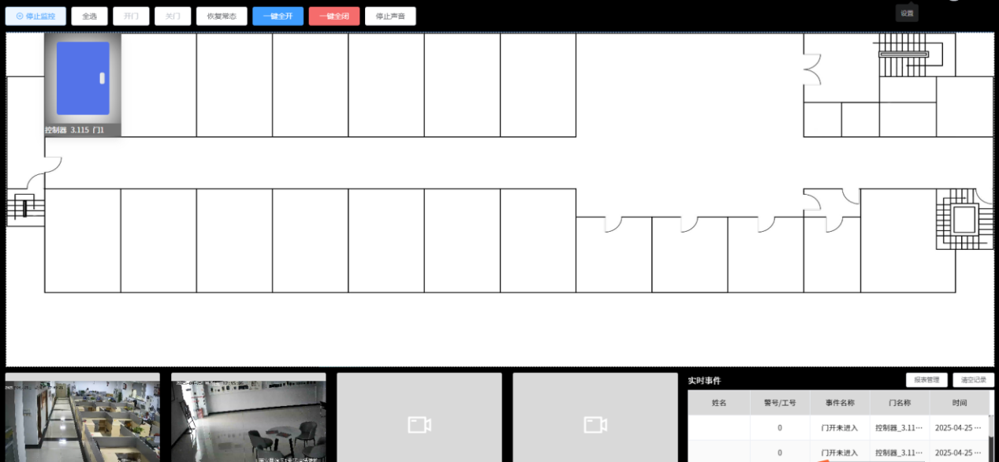 停止监控 全选 开门 关门 恢复常态 一键全开 一键全闭 停止声音
设置
控制器_3.115_门1
实时事件 报表管理 清空记录
姓名 警号/工号 事件名称 门名称 时间
0 门开未进入 控制器_3.11… 2025-04-25 …
0 门开未进入 控制器_3.11… 2025-04-25 …